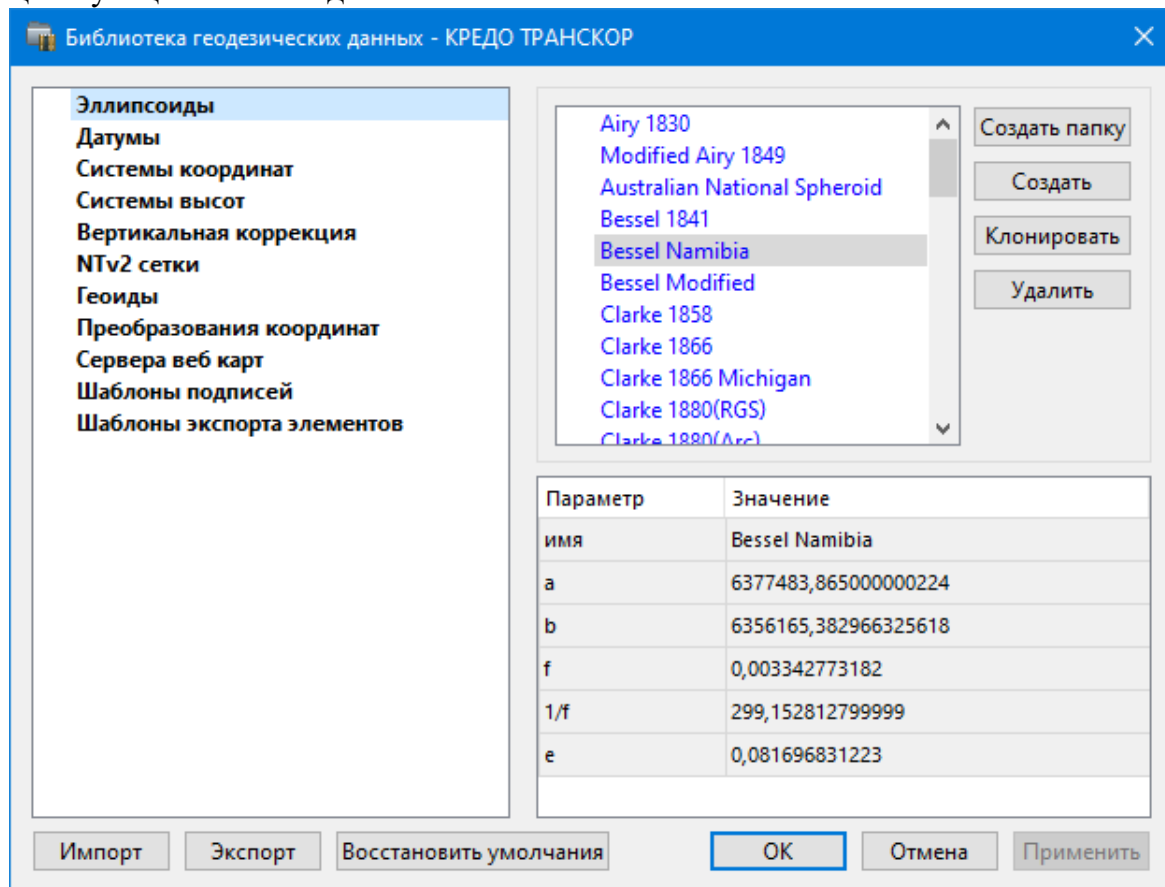 Библиотека геодезических данных - КРЕДО ТРАНСКОР
Эллипсоиды
Датумы
Системы координат
Системы высот
Вертикальная коррекция
NTv2 сетки
Геоиды
Преобразования координат
Сервера веб карт
Шаблоны подписей
Шаблоны экспорта элементов
Airy 1830
Modified Airy 1849
Australian National Spheroid
Bessel 1841
Bessel Namibia
Bessel Modified
Clarke 1858
Clarke 1866
Clarke 1866 Michigan
Clarke 1880(RGS)
Clarke 1880(Arc)
Создать папку
Создать
Клонировать
Удалить
Параметр Значение
имя Bessel Namibia
a 6377483,865000000224
b 6356165,382966325618
f 0,003342773182
1/f 299,152812799999
e 0,081696831223
Импорт Экспорт Восстановить умолчания OK Отмена Применить